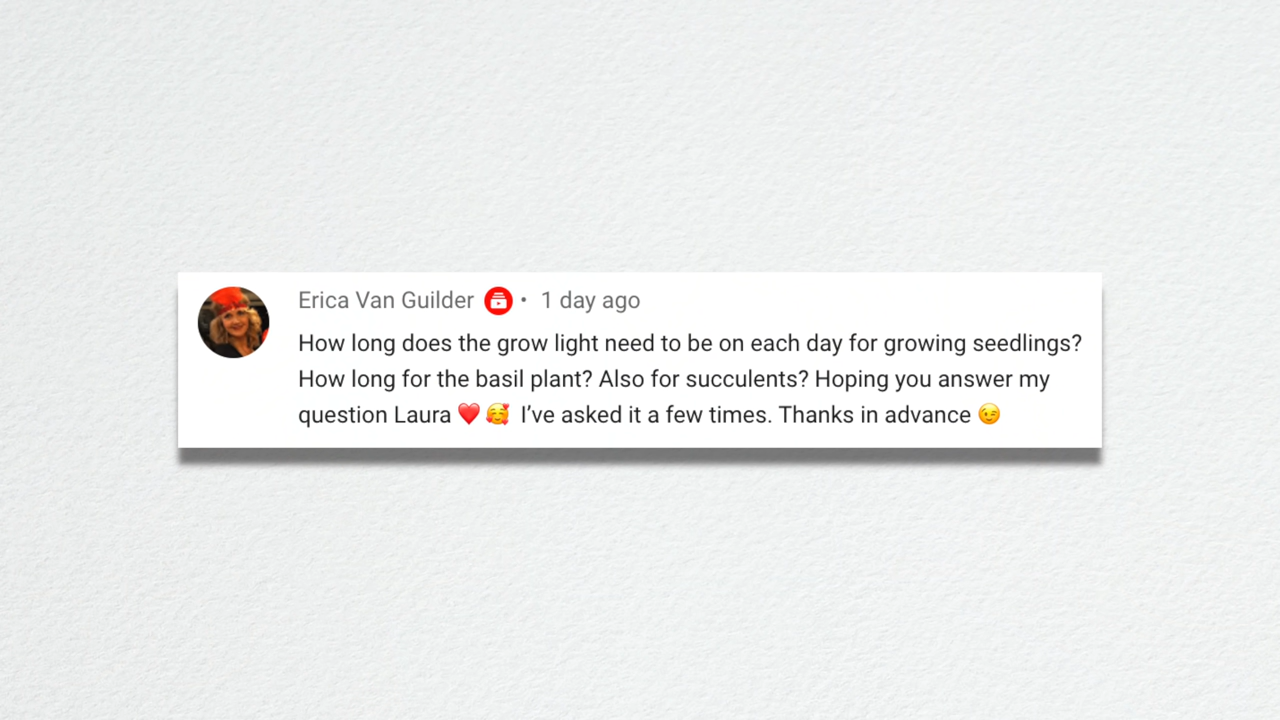 Erica Van Guilder • 1 day ago
How long does the grow light need to be on each day for growing seedlings?
How long for the basil plant? Also for succulents? Hoping you answer my
question Laura ❤️ 🥰 I’ve asked it a few times. Thanks in advance 😉